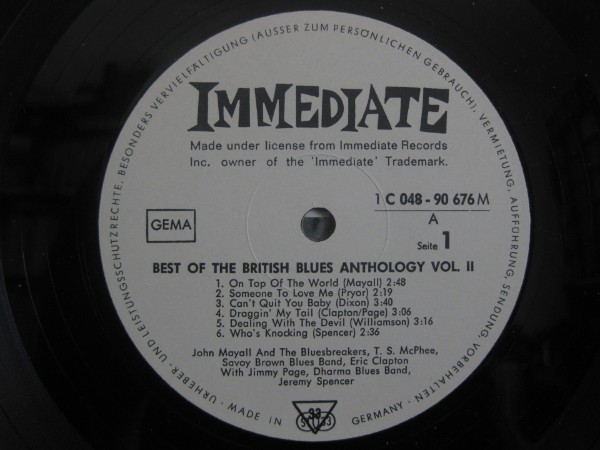 URHEBER- UND LEISTUNGSSCHUTZRECHTE, BESONDERS VERVIELFÄLTIGUNG (AUSSER ZUM PERSÖNLICHEN GEBRAUCH), VERMIETUNG, AUFFÜHRUNG, SENDUNG, VORBEHALTEN
IMMEDIATE
Made under license from Immediate Records
Inc. owner of the 'Immediate' Trademark.
GEMA
1 C 048 - 90 676 M
A
Seite 1
BEST OF THE BRITISH BLUES ANTHOLOGY VOL. II
1. On Top Of The World (Mayall) 2:48
2. Someone To Love Me (Pryor) 2:19
3. Can't Quit You Baby (Dixon) 3:40
4. Draggin' My Tail (Clapton/Page) 3:06
5. Dealing With The Devil (Williamson) 3:16
6. Who's Knocking (Spencer) 2:36
John Mayall And The Bluesbreakers, T. S. McPhee,
Savoy Brown Blues Band, Eric Clapton
With Jimmy Page, Dharma Blues Band,
Jeremy Spencer
33
ST 33
MADE IN GERMANY